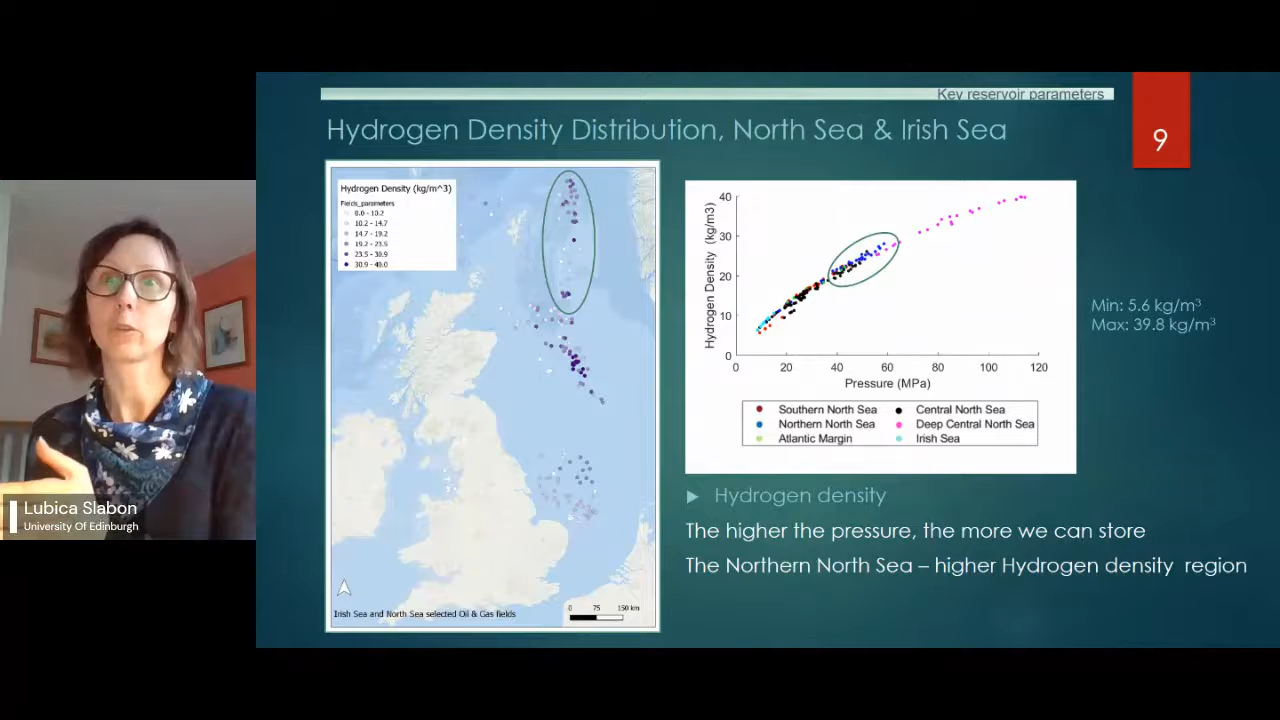 Key reservoir parameters
Hydrogen Density Distribution, North Sea & Irish Sea
9
Hydrogen Density (kg/m^3)
Fields_parameters
0.0 - 10.2
10.2 - 14.7
14.7 - 19.2
19.2 - 23.5
23.5 - 30.9
30.9 - 40.0
Irish Sea and North Sea selected Oil & Gas fields
0 75 150 km
Hydrogen Density (kg/m3)
40
30
20
10
0
0 20 40 60 80 100 120
Pressure (MPa)
Southern North Sea
Central North Sea
Northern North Sea
Deep Central North Sea
Atlantic Margin
Irish Sea
Min: 5.6 kg/m³
Max: 39.8 kg/m³
Hydrogen density
The higher the pressure, the more we can store
The Northern North Sea – higher Hydrogen density region
Lubica Slabon
University Of Edinburgh